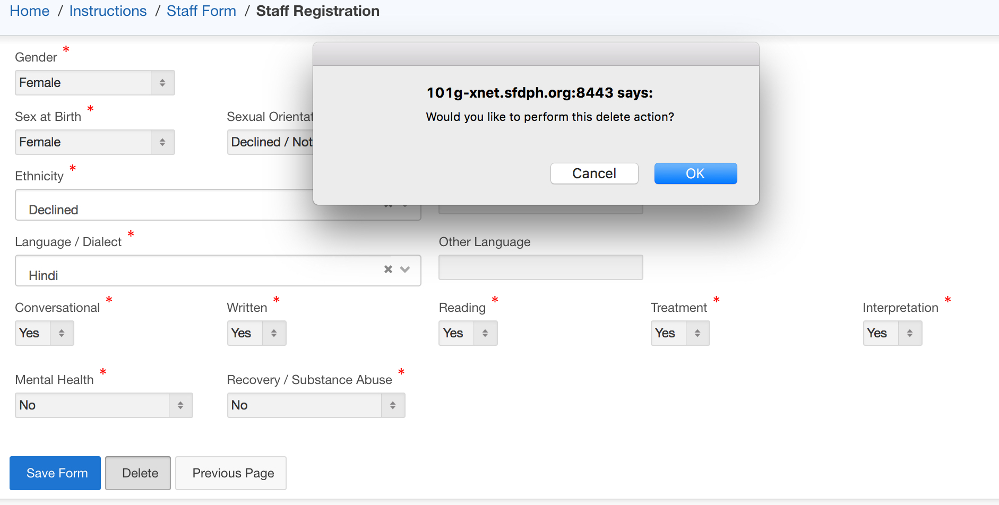 Home / Instructions / Staff Form / Staff Registration
101g-xnet.sfdph.org:8443 says:
Would you like to perform this delete action?
Cancel OK
Gender *
Female
Sex at Birth * Sexual Orientat
Female Declined / Not
Ethnicity *
Declined
Language / Dialect * Other Language
Hindi
Conversational * Written * Reading * Treatment * Interpretation *
Yes Yes Yes Yes Yes
Mental Health * Recovery / Substance Abuse *
No No
Save Form Delete Previous Page